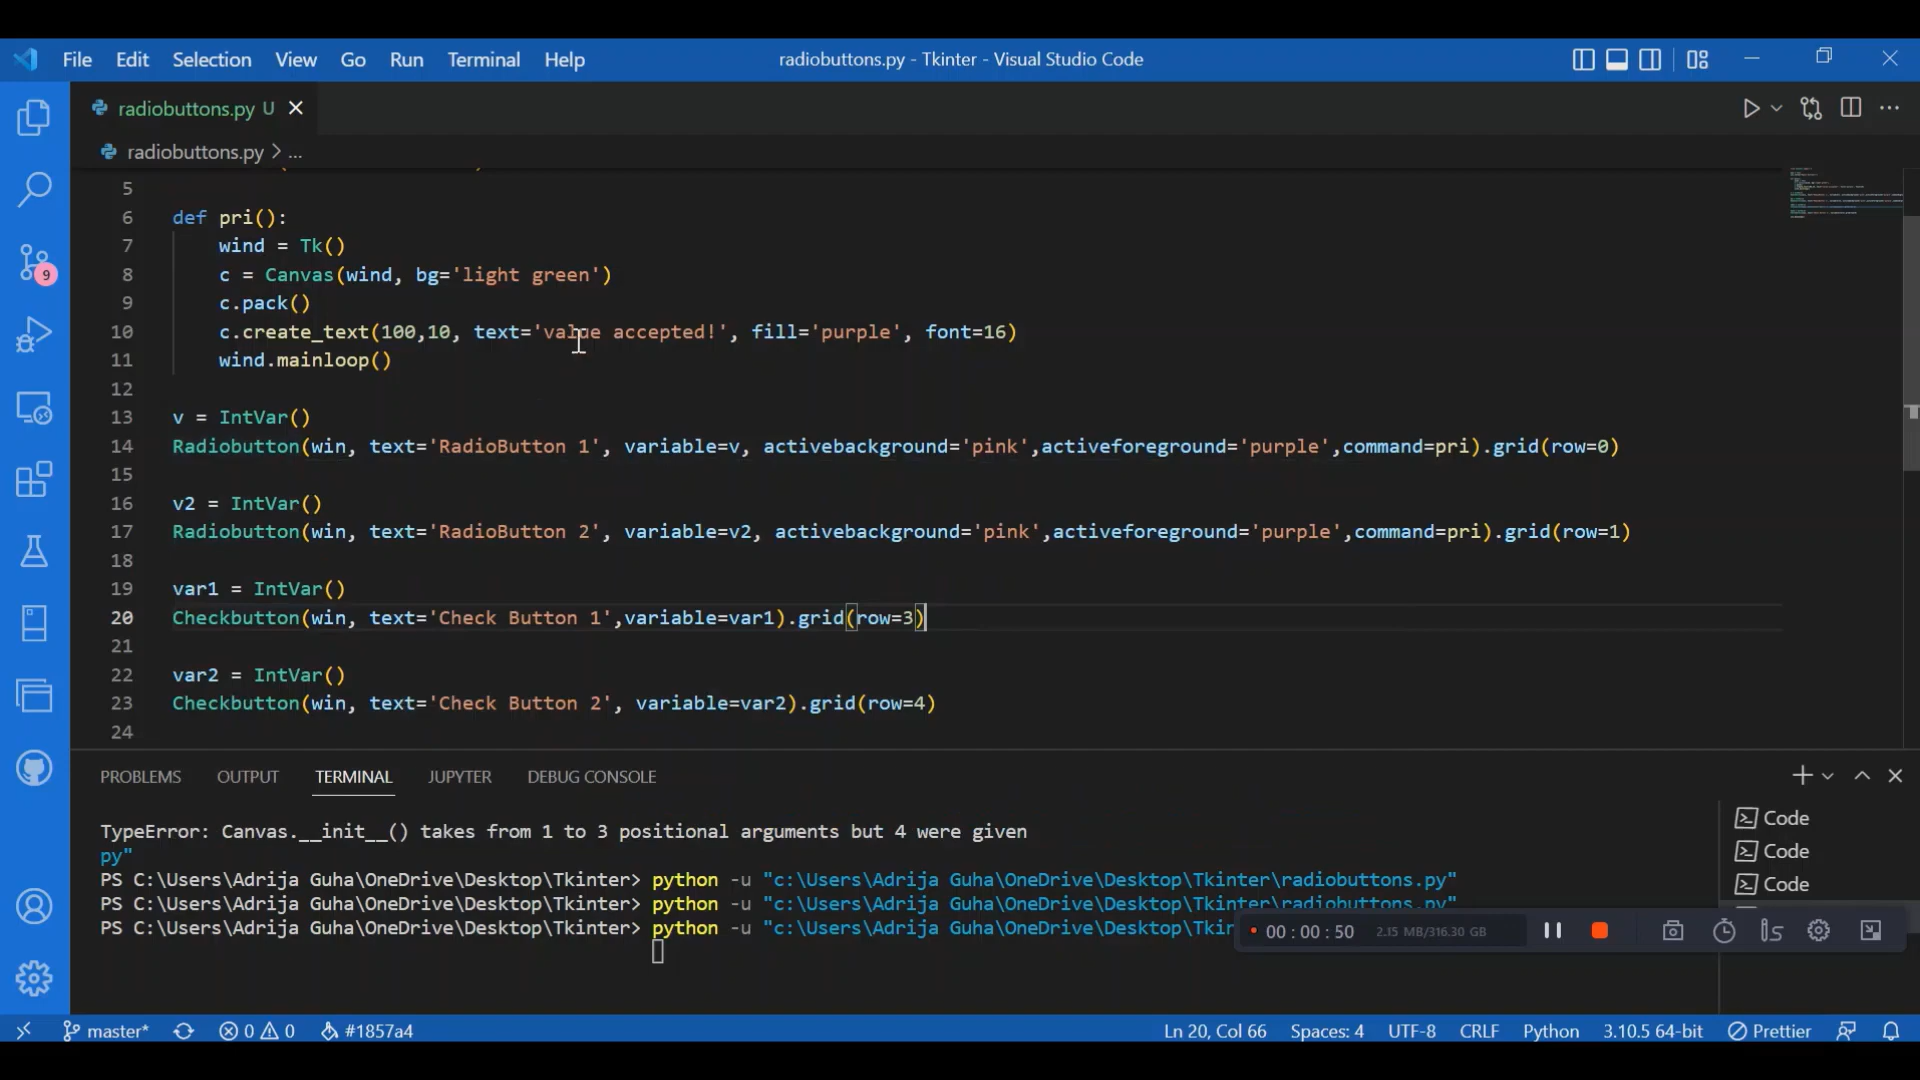 File Edit Selection View Go Run Terminal Help radiobuttons.py - Tkinter - Visual Studio Code
radiobuttons.py U
radiobuttons.py > ...
5
6 def pri():
7 wind = Tk()
8 c = Canvas(wind, bg='light green')
9 c.pack()
10 c.create_text(100,10, text='value accepted!', fill='purple', font=16)
11 wind.mainloop()
12
13 v = IntVar()
14 Radiobutton(win, text='RadioButton 1', variable=v, activebackground='pink',activeforeground='purple',command=pri).grid(row=0)
15
16 v2 = IntVar()
17 Radiobutton(win, text='RadioButton 2', variable=v2, activebackground='pink',activeforeground='purple',command=pri).grid(row=1)
18
19 var1 = IntVar()
20 Checkbutton(win, text='Check Button 1',variable=var1).grid(row=3)
21
22 var2 = IntVar()
23 Checkbutton(win, text='Check Button 2', variable=var2).grid(row=4)
24
9
PROBLEMS OUTPUT TERMINAL JUPYTER DEBUG CONSOLE
TypeError: Canvas.__init__() takes from 1 to 3 positional arguments but 4 were given
py"
PS C:\Users\Adrija Guha\OneDrive\Desktop\Tkinter> python -u "c:\Users\Adrija Guha\OneDrive\Desktop\Tkinter\radiobuttons.py"
PS C:\Users\Adrija Guha\OneDrive\Desktop\Tkinter> python -u "c:\Users\Adrija Guha\OneDrive\Desktop\Tkinter\radiobuttons.py"
PS C:\Users\Adrija Guha\OneDrive\Desktop\Tkinter> python -u "c:\Users\Adrija Guha\OneDrive\Desktop\Tkin
Code
Code
Code
00 : 00 : 50 2.15 MB/316.30 GB
master* 0 0 #1857a4 Ln 20, Col 66 Spaces: 4 UTF-8 CRLF Python 3.10.5 64-bit Prettier